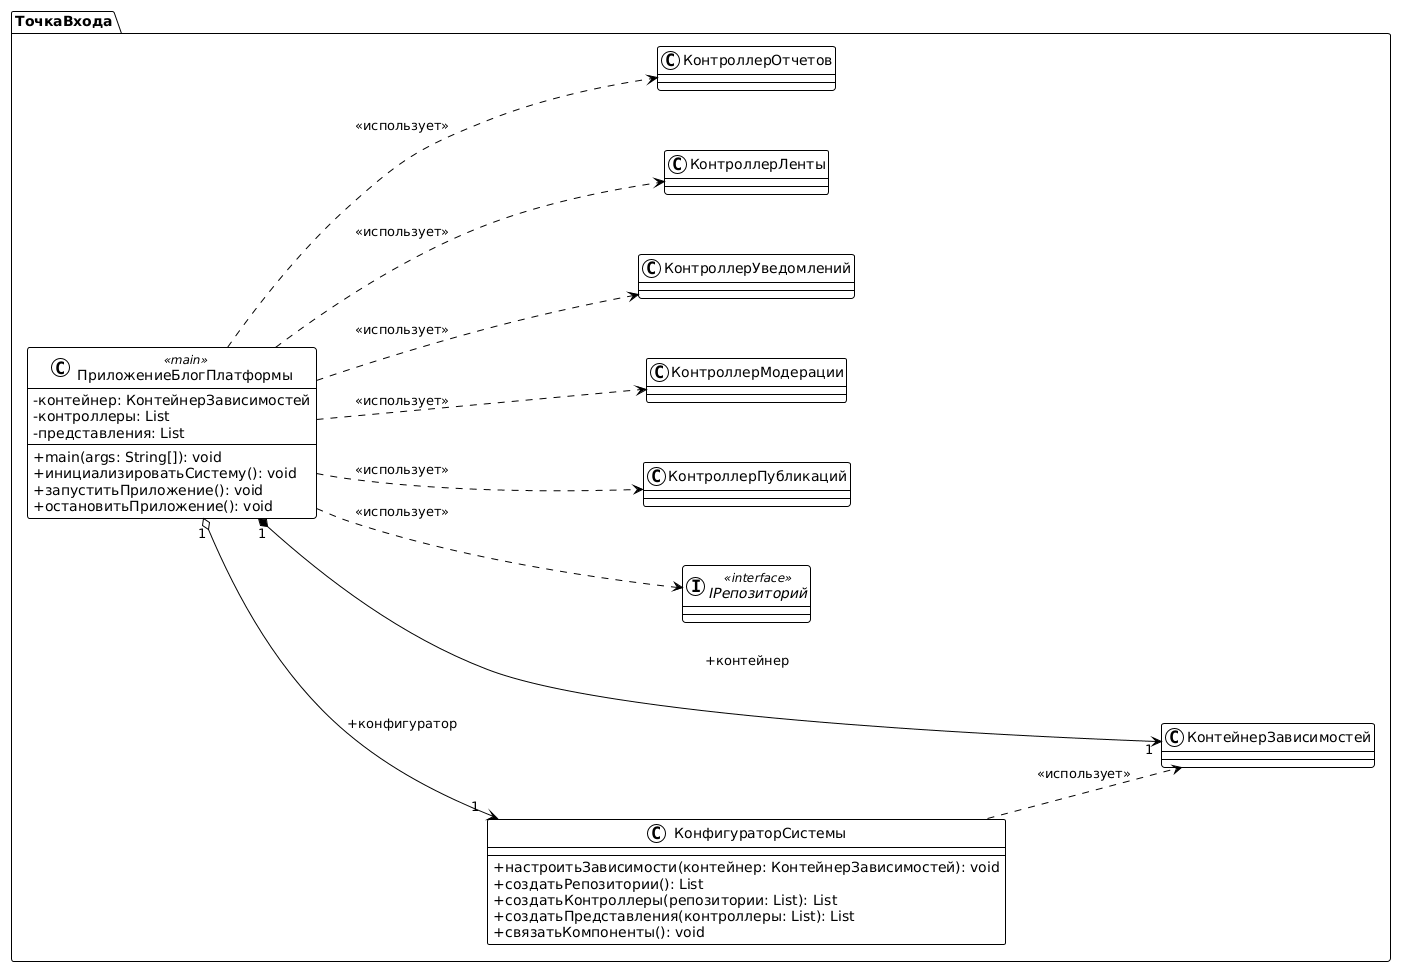 ТочкаВхода
C КонтроллерОтчетов
«использует»
C КонтроллерЛенты
«использует»
C КонтроллерУведомлений
«использует»
C
«main»
ПриложениеБлогПлатформы
-контейнер: КонтейнерЗависимостей
-контроллеры: List
-представления: List
+main(args: String[]): void
+инициализироватьСистему(): void
+запуститьПриложение(): void
+остановитьПриложение(): void
C КонтроллерМодерации
«использует»
C КонтроллерПубликаций
«использует»
«использует»
1
1
I
«interface»
IРепозиторий
+контейнер
+конфигуратор
C КонтейнерЗависимостей
1
«использует»
1
C КонфигураторСистемы
+настроитьЗависимости(контейнер: КонтейнерЗависимостей): void
+создатьРепозитории(): List
+создатьКонтроллеры(репозитории: List): List
+создатьПредставления(контроллеры: List): List
+связатьКомпоненты(): void